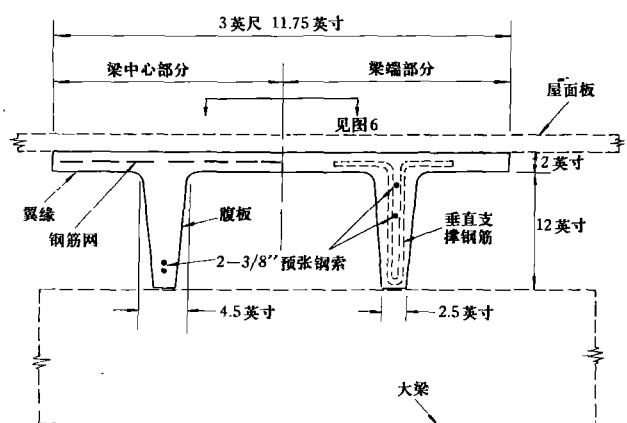 3英尺 11.75英寸
梁中心部分
梁端部分
屋面板
见图6
2英寸
翼缘
钢筋网
腹板
垂直支
撑钢筋
12英寸
2—3/8″预张钢索
4.5英寸
2.5英寸
大梁